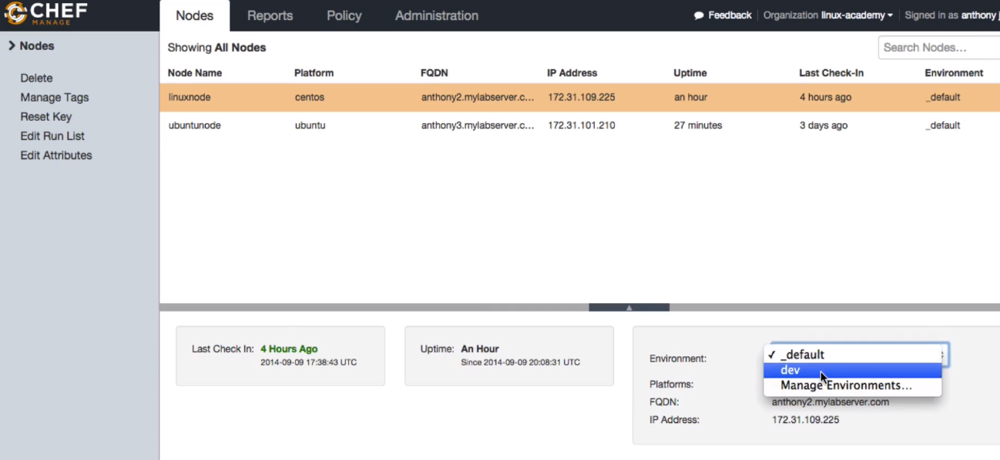 CHEF
MANAGE
Nodes Reports Policy Administration
Feedback Organization linux-academy Signed in as anthony
Nodes
Delete
Manage Tags
Reset Key
Edit Run List
Edit Attributes
Showing All Nodes
Search Nodes...
Node Name Platform FQDN IP Address Uptime Last Check-In Environment
linuxnode centos anthony2.mylabserver.c... 172.31.109.225 an hour 4 hours ago _default
ubuntunode ubuntu anthony3.mylabserver.c... 172.31.101.210 27 minutes 3 days ago _default
Last Check In: 4 Hours Ago
2014-09-09 17:38:43 UTC
Uptime: An Hour
Since 2014-09-09 20:08:31 UTC
Environment:
✓ _default
dev
Manage Environments...
Platforms:
FQDN: anthony2.mylabserver.com
IP Address: 172.31.109.225